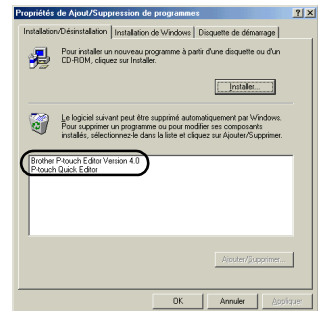 Propriétés de Ajout/Suppression de programmes
Installation/Désinstallation Installation de Windows Disquette de démarrage
Pour installer un nouveau programme à partir d'une disquette ou d'un
CD-ROM, cliquez sur Installer.
Installer...
Le logiciel suivant peut être supprimé automatiquement par Windows.
Pour supprimer un programme ou pour modifier ses composants
installés, sélectionnez-le dans la liste et cliquez sur Ajouter/Supprimer.
Brother P-touch Editor Version 4.0
P-touch Quick Editor
Ajouter/Supprimer...
OK Annuler Appliquer